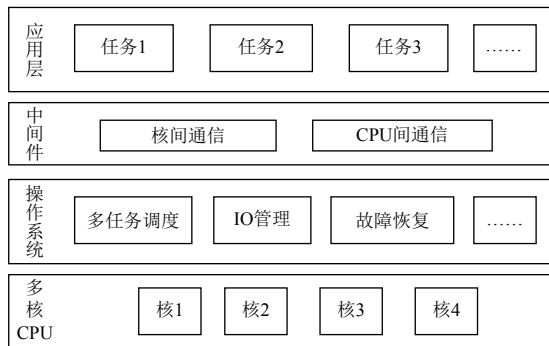 应用层
任务1
任务2
任务3
……
中间件
核间通信
CPU间通信
操作系统
多任务调度
IO管理
故障恢复
……
多核CPU
核1
核2
核3
核4